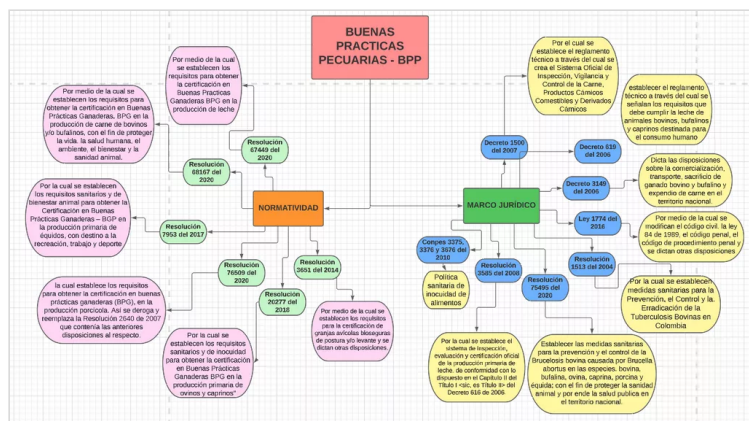 BUENAS
PRACTICAS
PECUARIAS - BPP
Por medio de la cual
se establecen los
requisitos para obtener
la certificación en
Buenas Practicas
Ganaderas BPG en la
producción de leche
Por medio de la cual se
establecen los requisitos para
obtener la certificación en Buenas
Prácticas Ganaderas, BPG en la
producción de carne de bovinos
y/o bufalinos, con el fin de proteger
la vida, la salud humana, el
ambiente, el bienestar y la
sanidad animal.
Resolución
67449 del
2020
Resolución
68167 del
2020
Por la cual se establecen
los requisitos sanitarios y de
bienestar animal para obtener la
Certificación en Buenas
Prácticas Ganaderas – BGP en
la producción primaria de
équidos, con destino a la
recreación, trabajo y deporte
Resolución
7953 del 2017
NORMATIVIDAD
Resolución
76509 del
2020
Resolución
20277 del
2018
Resolución
3651 del 2014
la cual establece los requisitos
para obtener la certificación en buenas
prácticas ganaderas (BPG), en
la producción porcicola. Así se deroga y
reemplaza la Resolución 2640 de 2007
que contenía las anteriores
disposiciones al respecto.
Por la cual se
establecen los requisitos
sanitarios y de inocuidad
para obtener la certificación
en Buenas Prácticas
Ganaderas BPG en la
producción primaria de
ovinos y caprinos"
Por medio de la cual se
establecen los requisitos
para la certificación de
granjas avícolas bioseguras
de postura y/o levante y se
dictan otras disposiciones.
Por el cual se
establece el reglamento
técnico a través del cual se
crea el Sistema Oficial de
Inspección, Vigilancia y
Control de la Carne,
Productos Cárnicos
Comestibles y Derivados
Cárnicos
establecer el reglamento
técnico a través del cual se
señalan los requisitos que
debe cumplir la leche de
animales bovinos, bufalinos
y caprinos destinada para
el consumo humano
Decreto 1500
del 2007
Decreto 616
del 2006
Decreto 3149
del 2006
Dicta las disposiciones
sobre la comercialización,
transporte, sacrificio de
ganado bovino y bufalino y
expendio de carne en el
territorio nacional.
MARCO JURÍDICO
Ley 1774 del
2016
Por medio de la cual se
modifican el código civil. la ley
84 de 1989, el código penal, el
código de procedimiento penal y
se dictan otras disposiciones
Conpes 3375,
3376 y 3676 del
2010
Resolución
3585 del 2008
Resolución
75495 del
2020
Resolución
1513 del 2004
Política
sanitaria de
inocuidad de
alimentos
Por la cual se establecen
medidas sanitarias para la
Prevención, el Control y la.
Erradicación de la
Tuberculosis Bovinas en
Colombia
Por la cual se establece el
sistema de Inspección,
evaluación y certificación oficial
de la producción primaria de
leche, de conformidad con lo
dispuesto en el Capitulo II del
Título I <sic, es Título II> del
Decreto 616 de 2006.
Establecer las medidas sanitarias
para la prevención y el control de la
Brucelosis bovina causada por Brucella
abortus en las especies. bovina,
bufalina, ovina, caprina, porcina y
équida; con el fin de proteger la sanidad
animal y por ende la salud publica en
el territorio nacional.